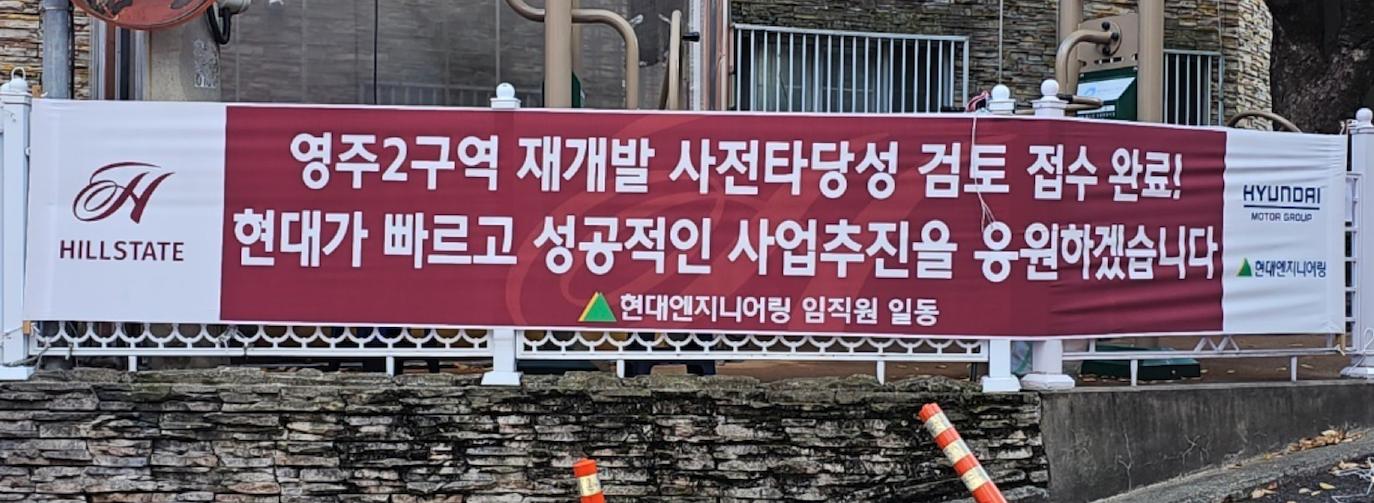 HILLSTATE
영주2구역 재개발 사전타당성 검토 접수 완료!
현대가 빠르고 성공적인 사업추진을 응원하겠습니다
현대엔지니어링 임직원 일동
HYUNDAI
MOTOR GROUP
현대엔지니어링